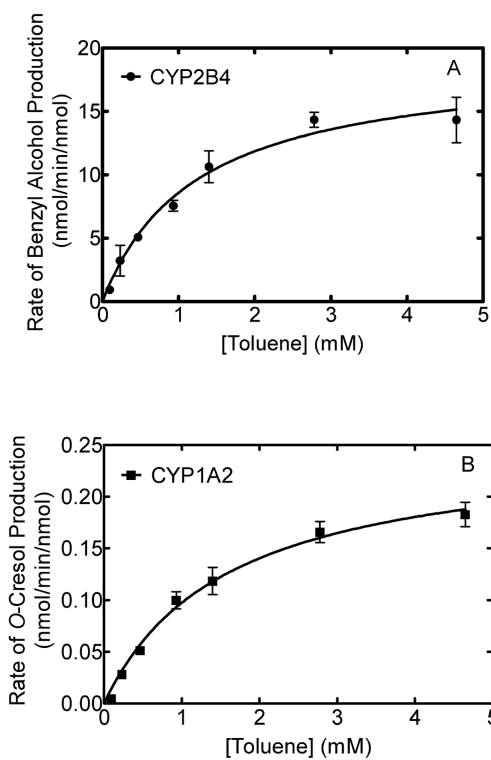 20
15
10
5
0
Rate of Benzyl Alcohol Production
(nmol/min/nmol)
CYP2B4
A
0 1 2 3 4 5
[Toluene] (mM)
0.25
0.20
0.15
0.10
0.05
0.00
Rate of O-Cresol Production
(nmol/min/nmol)
CYP1A2
B
0 1 2 3 4 5
[Toluene] (mM)